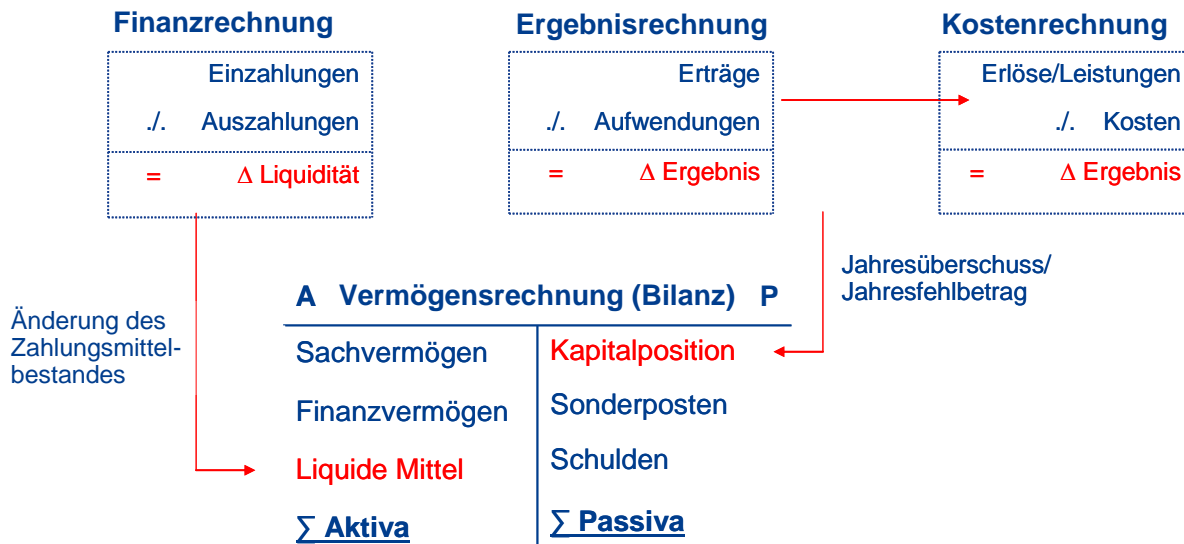 Finanzrechnung
Einzahlungen
./. Auszahlungen
= Δ Liquidität
Ergebnisrechnung
Erträge
./. Aufwendungen
= Δ Ergebnis
Kostenrechnung
Erlöse/Leistungen
./. Kosten
= Δ Ergebnis
Änderung des
Zahlungsmittel-
bestandes
Jahresüberschuss/
Jahresfehlbetrag
A Vermögensrechnung (Bilanz) P
Sachvermögen
Finanzvermögen
Liquide Mittel
∑ Aktiva
Kapitalposition
Sonderposten
Schulden
∑ Passiva